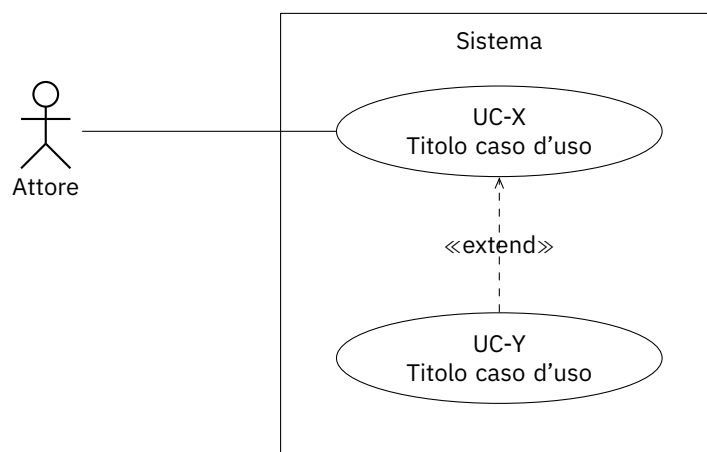 Sistema
UC-X
Titolo caso d’uso
Attore
≪extend≫
UC-Y
Titolo caso d’uso